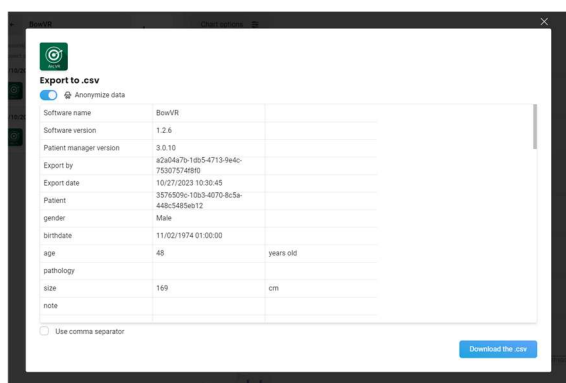 BowVR
Chart options
Bow VR
Export to .csv
Anonymize data
Software name BowVR
Software version 1.2.6
Patient manager version 3.0.10
Export by a2a04a7b-1db5-4713-9e4c-
75307574f8f0
Export date 10/27/2023 10:30:45
Patient 3576509c-10b3-4070-8c5a-
448c5485eb12
gender Male
birthdate 11/02/1974 01:00:00
age 48 years old
pathology
size 169 cm
note
Use comma separator
Download the .csv